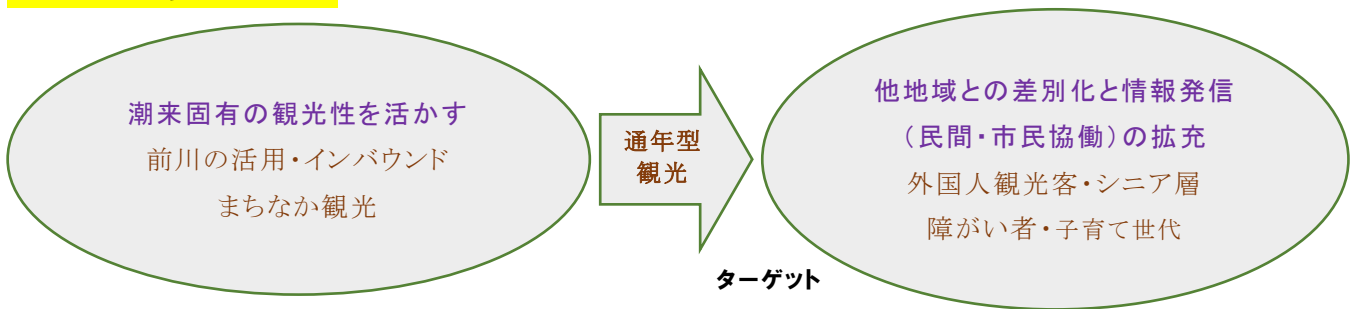 潮来固有の観光性を活かす
前川の活用・インバウンド
まちなか観光
通年型
観光
他地域との差別化と情報発信
（民間・市民協働）の拡充
外国人観光客・シニア層
障がい者・子育て世代
ターゲット